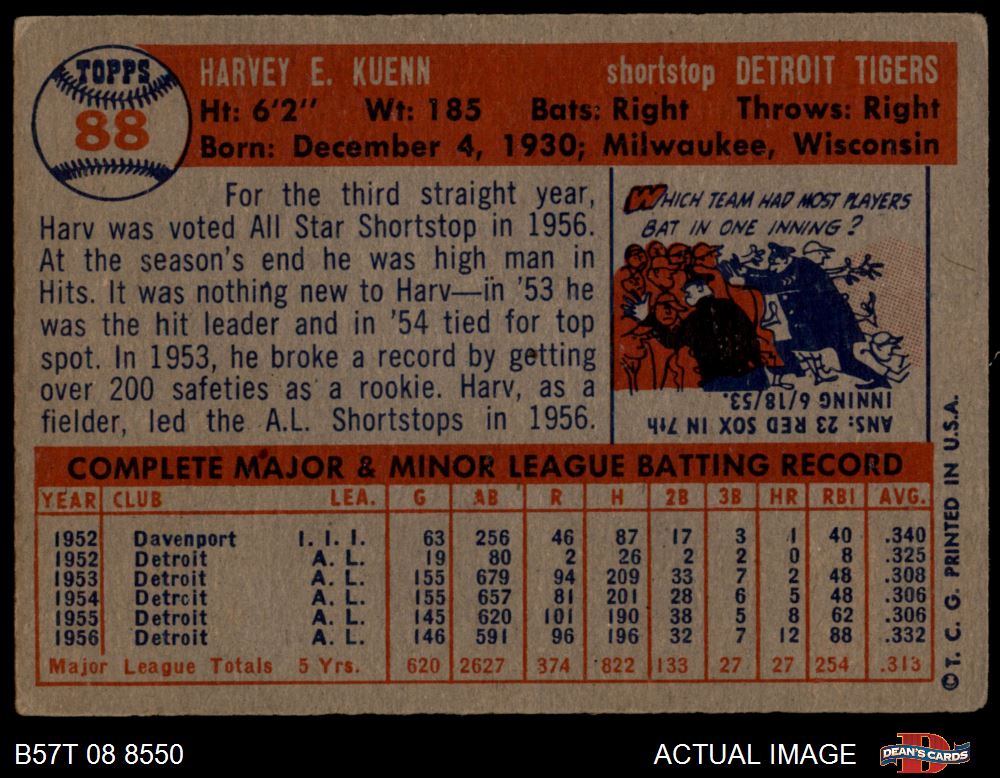 TOPPS
88
HARVEY E. KUENN shortstop DETROIT TIGERS
Ht: 6'2" Wt: 185 Bats: Right Throws: Right
Born: December 4, 1930; Milwaukee, Wisconsin
For the third straight year,
Harv was voted All Star Shortstop in 1956.
At the season's end he was high man in
Hits. It was nothing new to Harv—in '53 he
was the hit leader and in '54 tied for top
spot. In 1953, he broke a record by getting
over 200 safeties as a rookie. Harv, as a
fielder, led the A.L. Shortstops in 1956.
WHICH TEAM HAD MOST PLAYERS
BAT IN ONE INNING?
ANS: 23 RED SOX IN 7th
INNING 6/18/53.
COMPLETE MAJOR & MINOR LEAGUE BATTING RECORD
YEAR CLUB LEA. G AB R H 2B 3B HR RBI AVG.
1952 Davenport I. I. I. 63 256 46 87 17 3 1 40 .340
1952 Detroit A. L. 19 80 2 26 2 2 0 8 .325
1953 Detroit A. L. 155 679 94 209 33 7 2 48 .308
1954 Detroit A. L. 155 657 81 201 28 6 5 48 .306
1955 Detroit A. L. 145 620 101 190 38 5 8 62 .306
1956 Detroit A. L. 146 591 96 196 32 7 12 88 .332
Major League Totals 5 Yrs. 620 2627 374 822 133 27 27 254 .313
© T. C. G. PRINTED IN U.S.A.
B57T 08 8550
ACTUAL IMAGE
DEAN'S CARDS